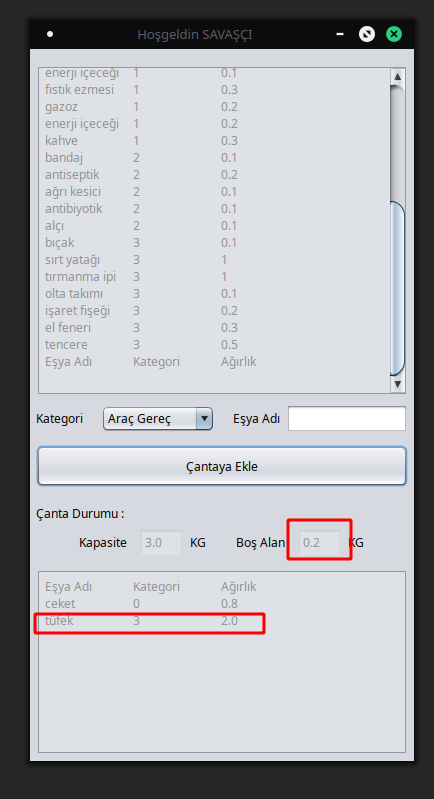 Hoşgeldin SAVAŞÇI
enerji içeceği 1 0.1
fıstık ezmesi 1 0.3
gazoz 1 0.2
enerji içeceği 1 0.2
kahve 1 0.3
bandaj 2 0.1
antiseptik 2 0.2
ağrı kesici 2 0.1
antibiyotik 2 0.1
alçı 2 0.1
bıçak 3 0.1
sırt yatağı 3 1
tırmanma ipi 3 1
olta takımı 3 0.1
işaret fişeği 3 0.2
el feneri 3 0.3
tencere 3 0.5
Eşya Adı Kategori Ağırlık
Kategori Araç Gereç Eşya Adı
Çantaya Ekle
Çanta Durumu :
Kapasite 3.0 KG Boş Alan 0.2 KG
Eşya Adı Kategori Ağırlık
ceket 0 0.8
tüfek 3 2.0